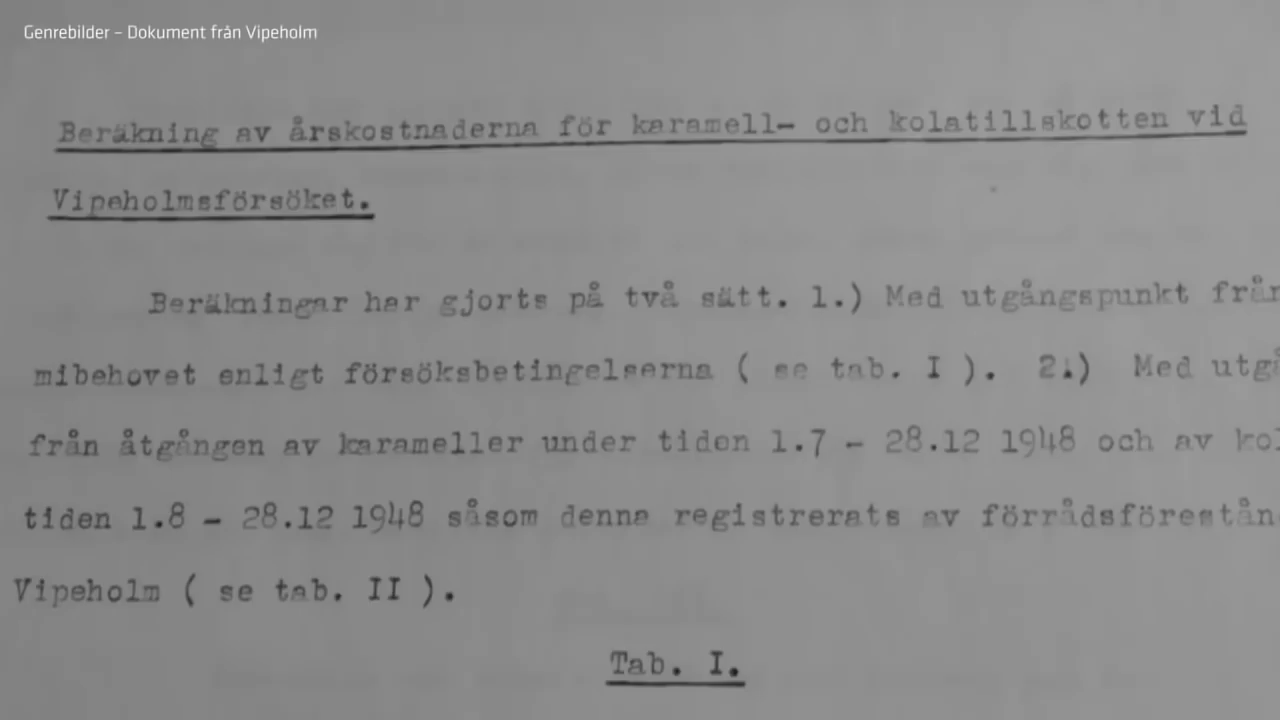 Genrebilder – Dokument från Vipeholm
Beräkning av årskostnaderna för karamell- och kolatillskotten vid
Vipeholmsförsöket.
Beräkningar har gjorts på två sätt. 1.) Med utgångspunkt från
mibehovet enligt försöksbetingelserna ( se tab. I ). 2.) Med utgå
från åtgången av karameller under tiden 1.7 - 28.12 1948 och av kol
tiden 1.8 - 28.12 1948 såsom denna registrerats av förrådsförestån
Vipeholm ( se tab. II ).
Tab. I.